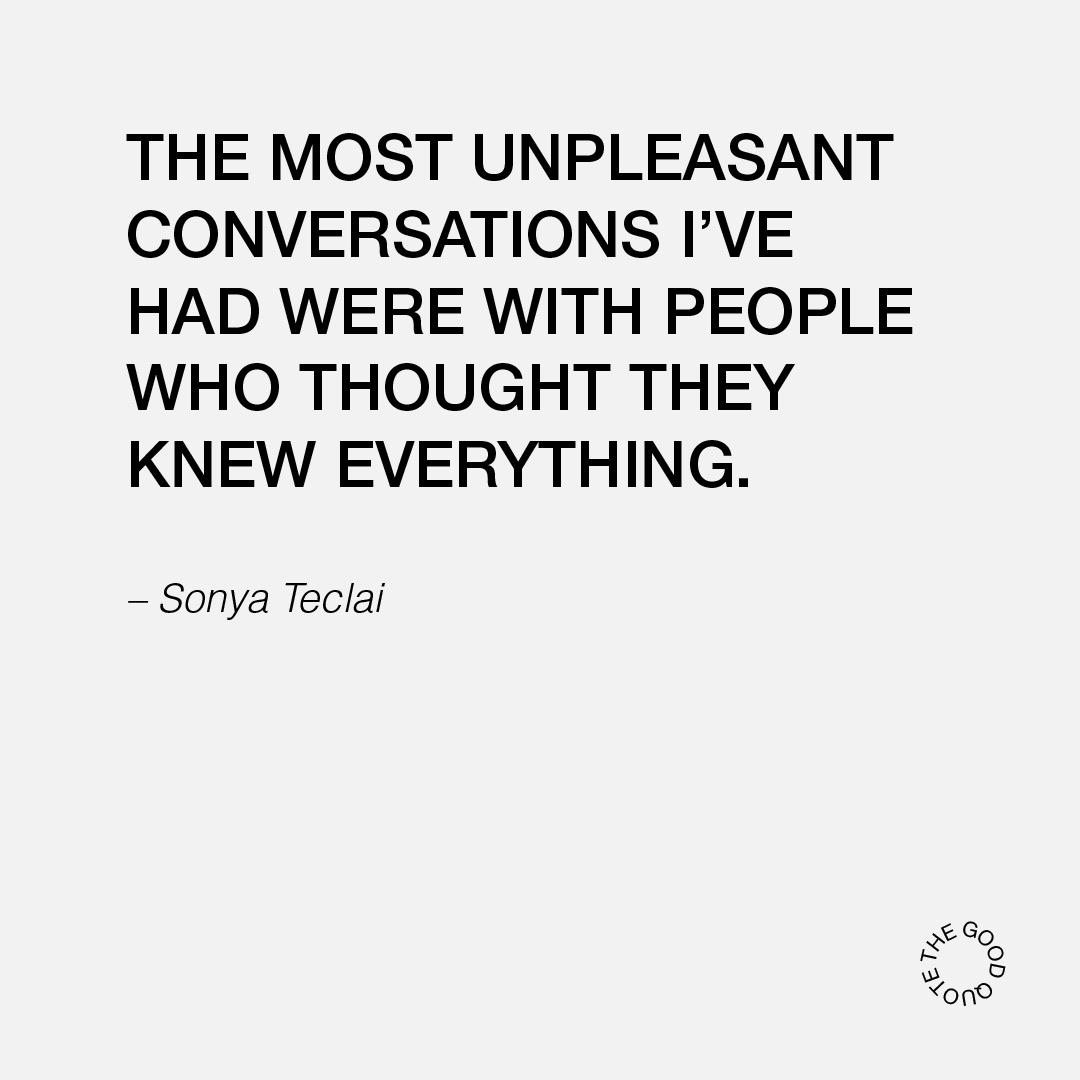 THE MOST UNPLEASANT
CONVERSATIONS I’VE
HAD WERE WITH PEOPLE
WHO THOUGHT THEY
KNEW EVERYTHING.
– Sonya Teclai
THE GOOD QUOTE